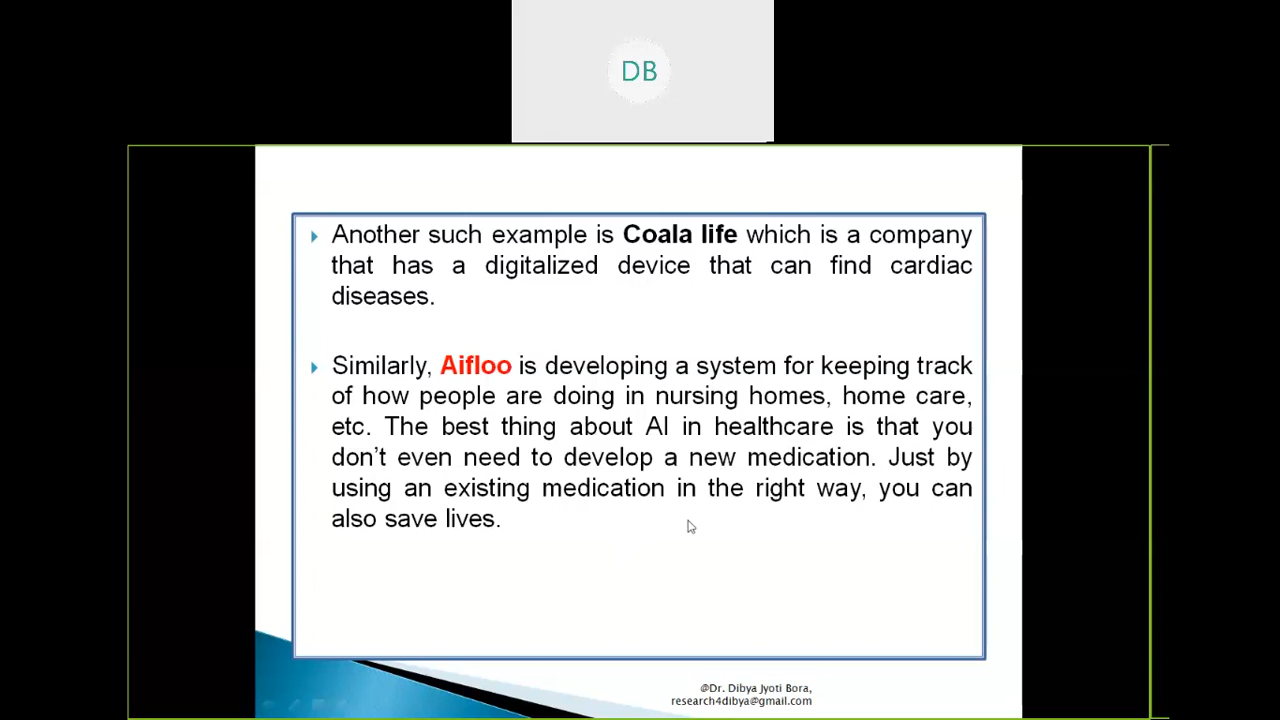 DB
Another such example is Coala life which is a company
that has a digitalized device that can find cardiac
diseases.
Similarly, Aifloo is developing a system for keeping track
of how people are doing in nursing homes, home care,
etc. The best thing about AI in healthcare is that you
don’t even need to develop a new medication. Just by
using an existing medication in the right way, you can
also save lives.
@Dr. Dibya Jyoti Bora,
research4dibya@gmail.com